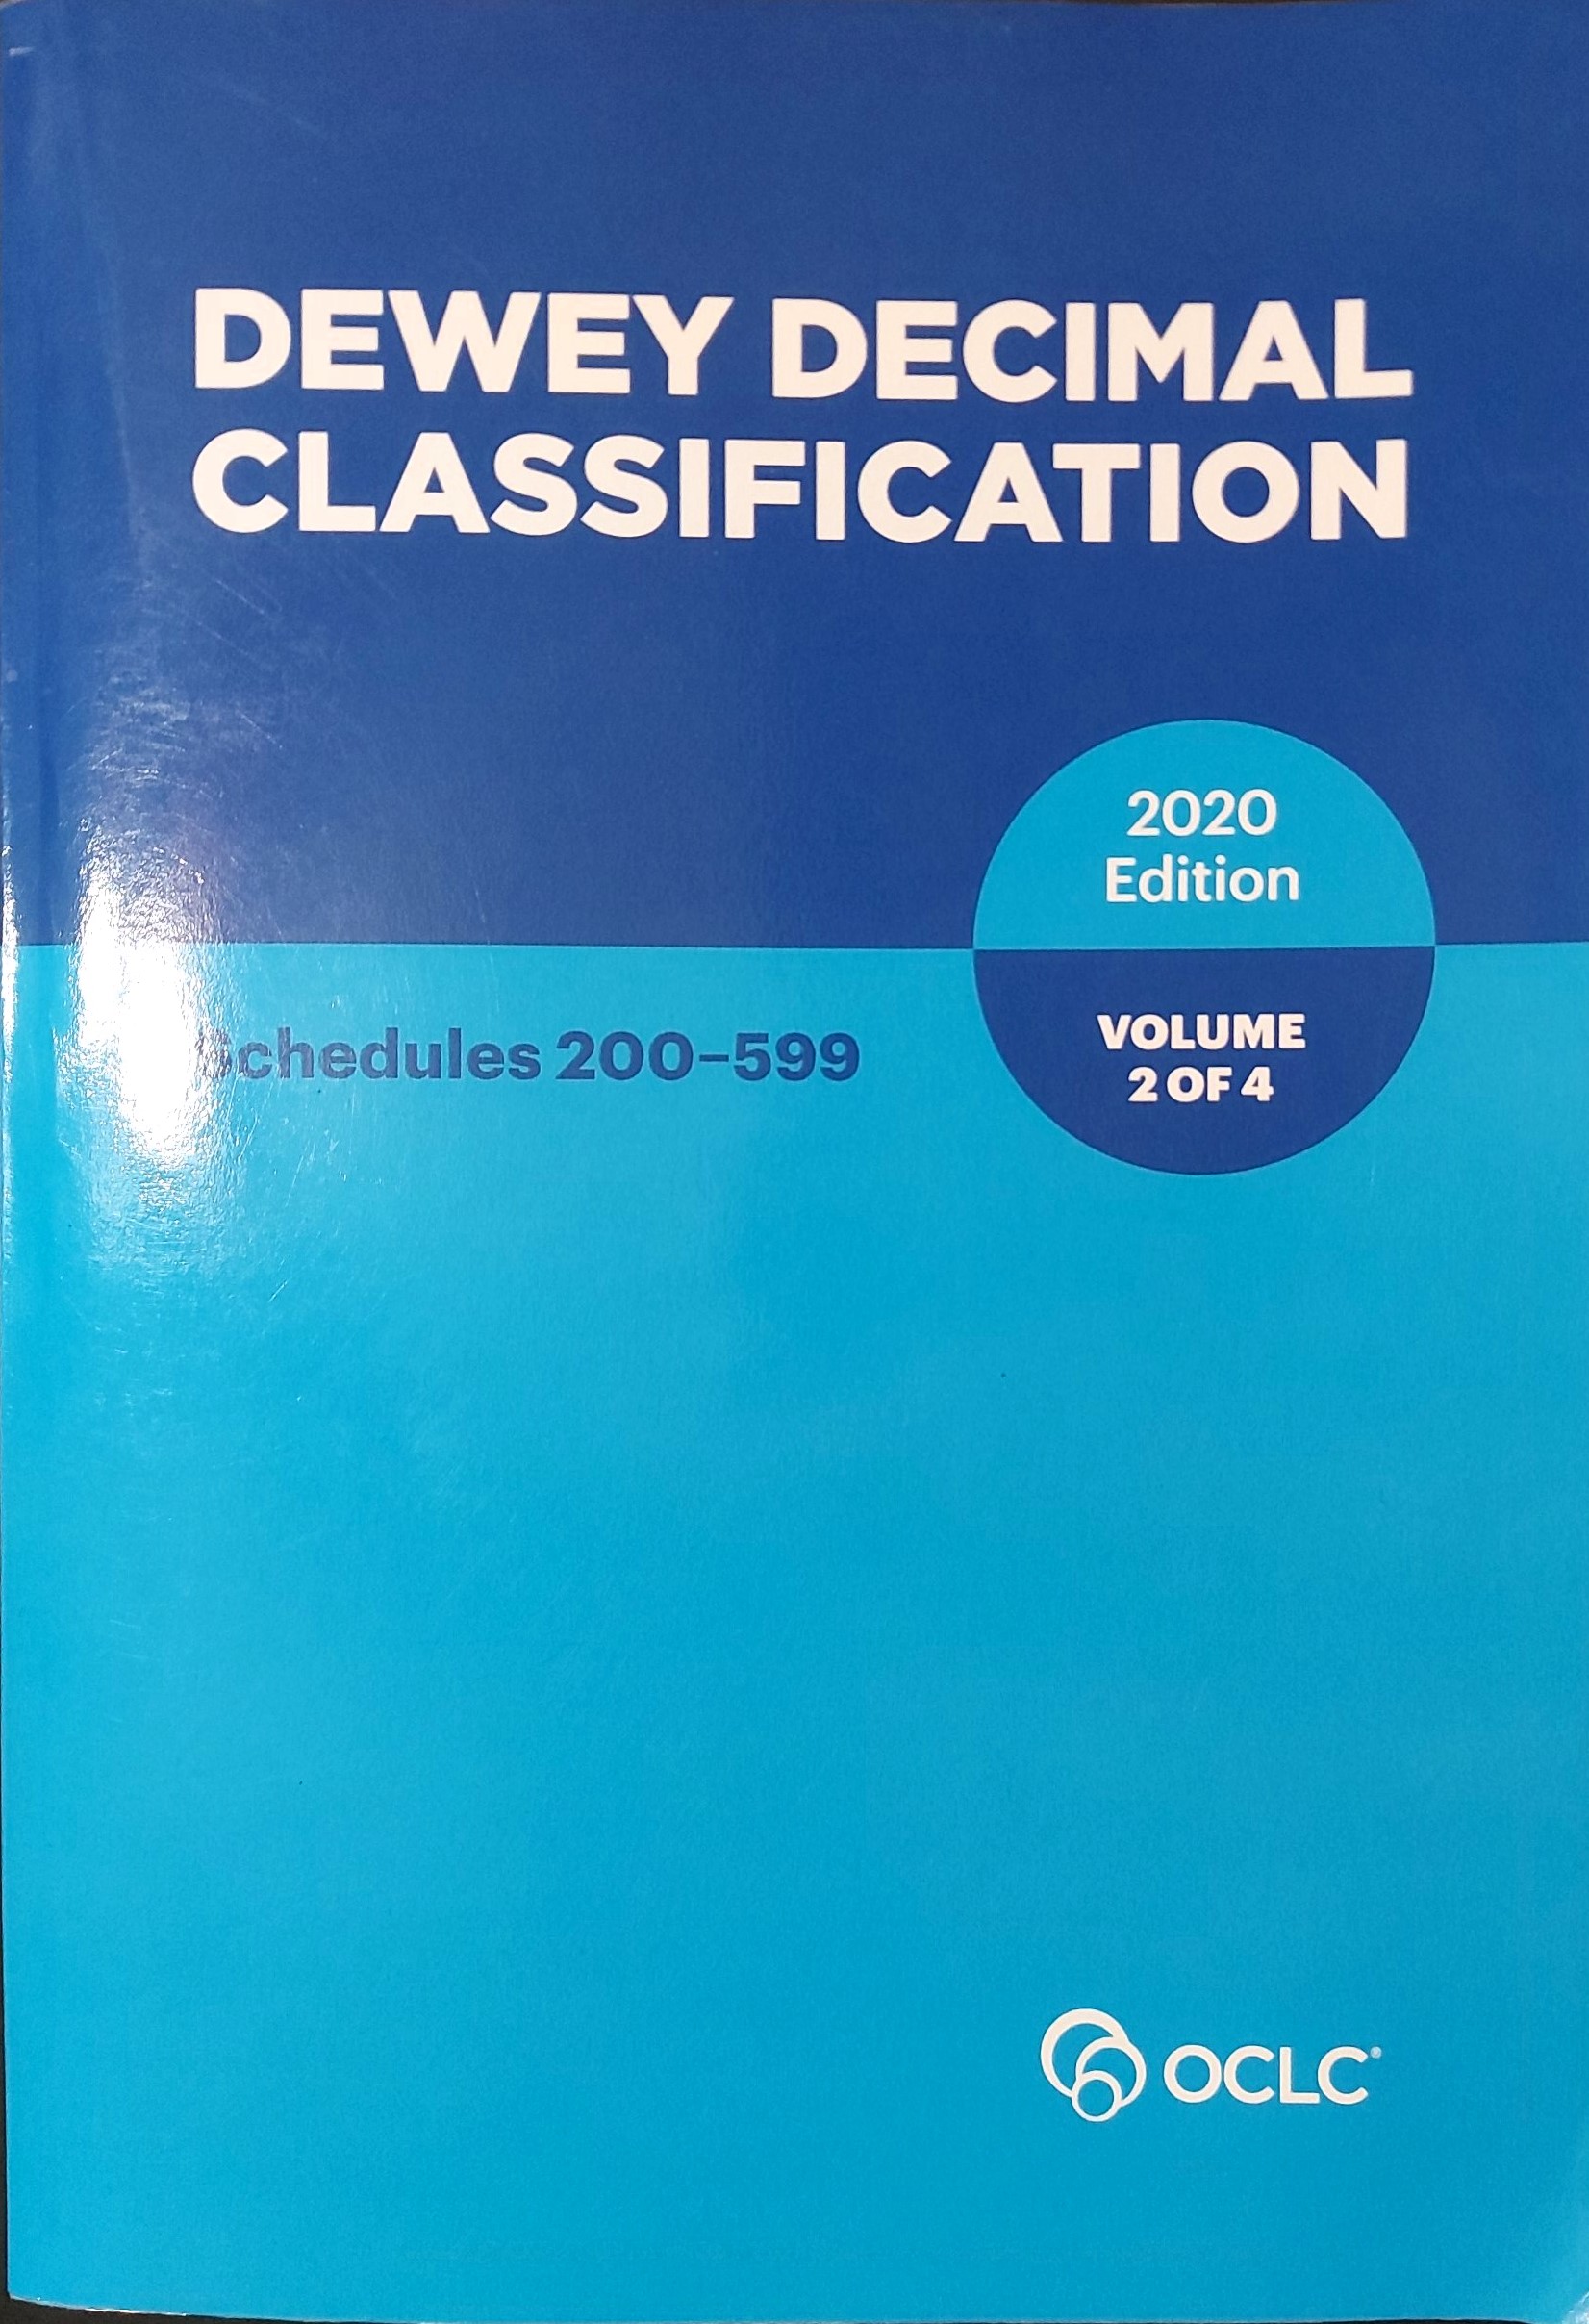 DEWEY DECIMAL
CLASSIFICATION
2020
Edition
Schedules 200–599
VOLUME
2 OF 4
OCLC®